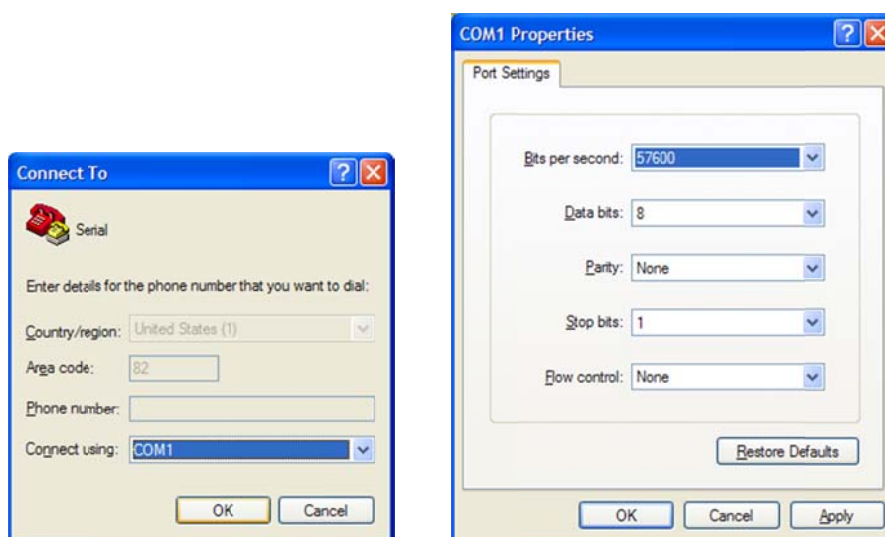 Connect To
Serial
Enter details for the phone number that you want to dial:
Country/region: United States (1)
Area code: 82
Phone number:
Connect using: COM1
OK Cancel
COM1 Properties
Port Settings
Bits per second: 57600
Data bits: 8
Parity: None
Stop bits: 1
Flow control: None
Restore Defaults
OK Cancel Apply